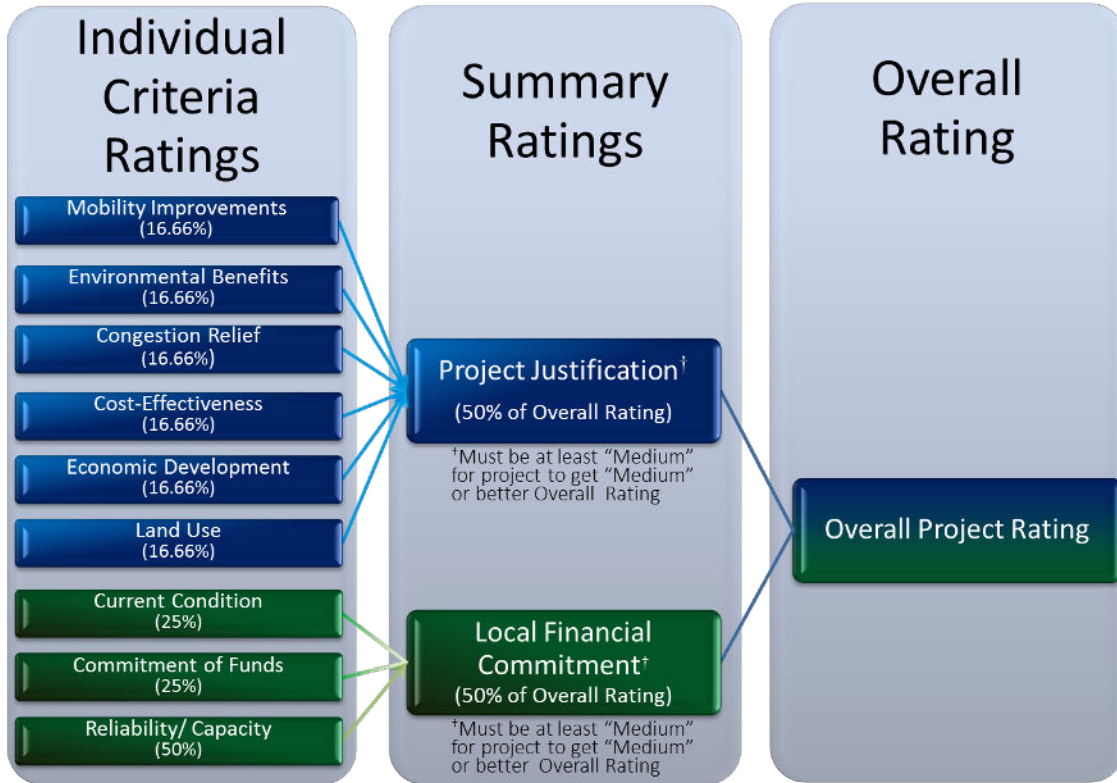 Individual
Criteria
Ratings
Mobility Improvements
(16.66%)
Environmental Benefits
(16.66%)
Congestion Relief
(16.66%)
Cost-Effectiveness
(16.66%)
Economic Development
(16.66%)
Land Use
(16.66%)
Current Condition
(25%)
Commitment of Funds
(25%)
Reliability/ Capacity
(50%)
Summary
Ratings
Project Justification†
(50% of Overall Rating)
†Must be at least “Medium”
for project to get “Medium”
or better Overall Rating
Local Financial
Commitment†
(50% of Overall Rating)
†Must be at least “Medium”
for project to get “Medium”
or better Overall Rating
Overall
Rating
Overall Project Rating